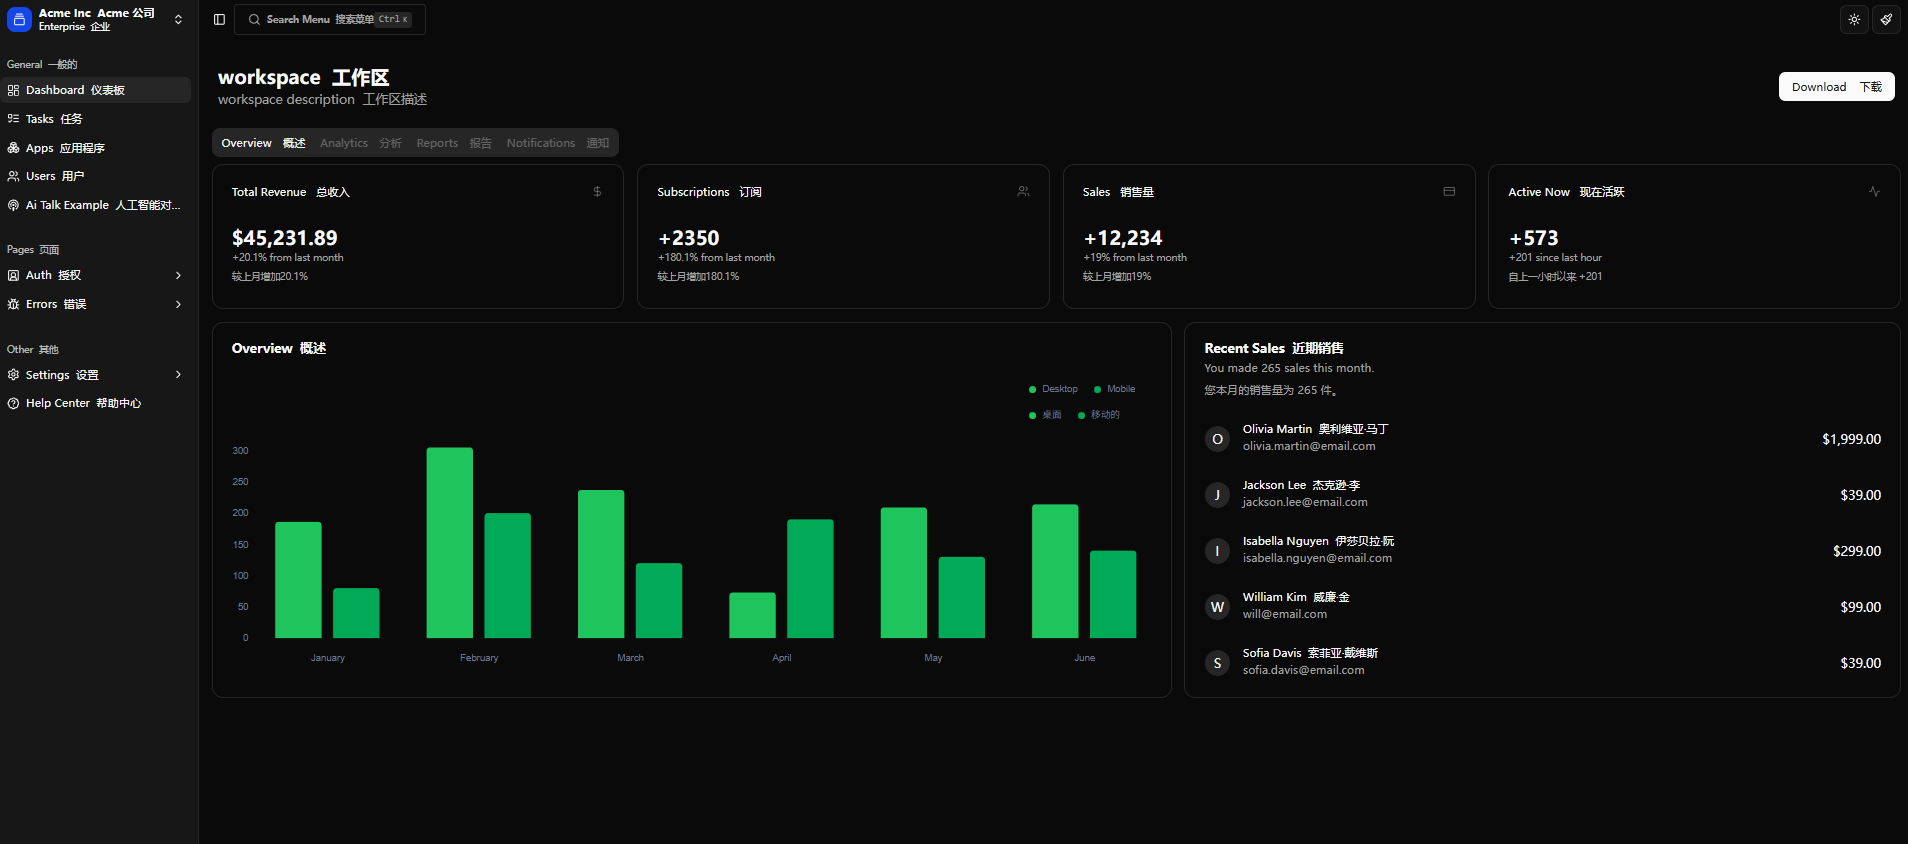 Acme Inc Acme 公司
Enterprise 企业
Search Menu 搜索菜单 Ctrl K
General 一般的
Dashboard 仪表板
Tasks 任务
Apps 应用程序
Users 用户
Ai Talk Example 人工智能对...
Pages 页面
Auth 授权
Errors 错误
Other 其他
Settings 设置
Help Center 帮助中心
workspace 工作区
workspace description 工作区描述
Download 下载
Overview 概述 Analytics 分析 Reports 报告 Notifications 通知
Total Revenue 总收入
$45,231.89
+20.1% from last month
较上月增加20.1%
Subscriptions 订阅
+2350
+180.1% from last month
较上月增加180.1%
Sales 销售量
+12,234
+19% from last month
较上月增加19%
Active Now 现在活跃
+573
+201 since last hour
自上一小时以来 +201
Overview 概述
Desktop Mobile
桌面 移动的
300
250
200
150
100
50
0
January February March April May June
Recent Sales 近期销售
You made 265 sales this month.
您本月的销售量为 265 件。
O Olivia Martin 奥利维亚·马丁
olivia.martin@email.com
$1,999.00
J Jackson Lee 杰克逊·李
jackson.lee@email.com
$39.00
I Isabella Nguyen 伊莎贝拉·阮
isabella.nguyen@email.com
$299.00
W William Kim 威廉·金
will@email.com
$99.00
S Sofia Davis 索菲亚·戴维斯
sofia.davis@email.com
$39.00